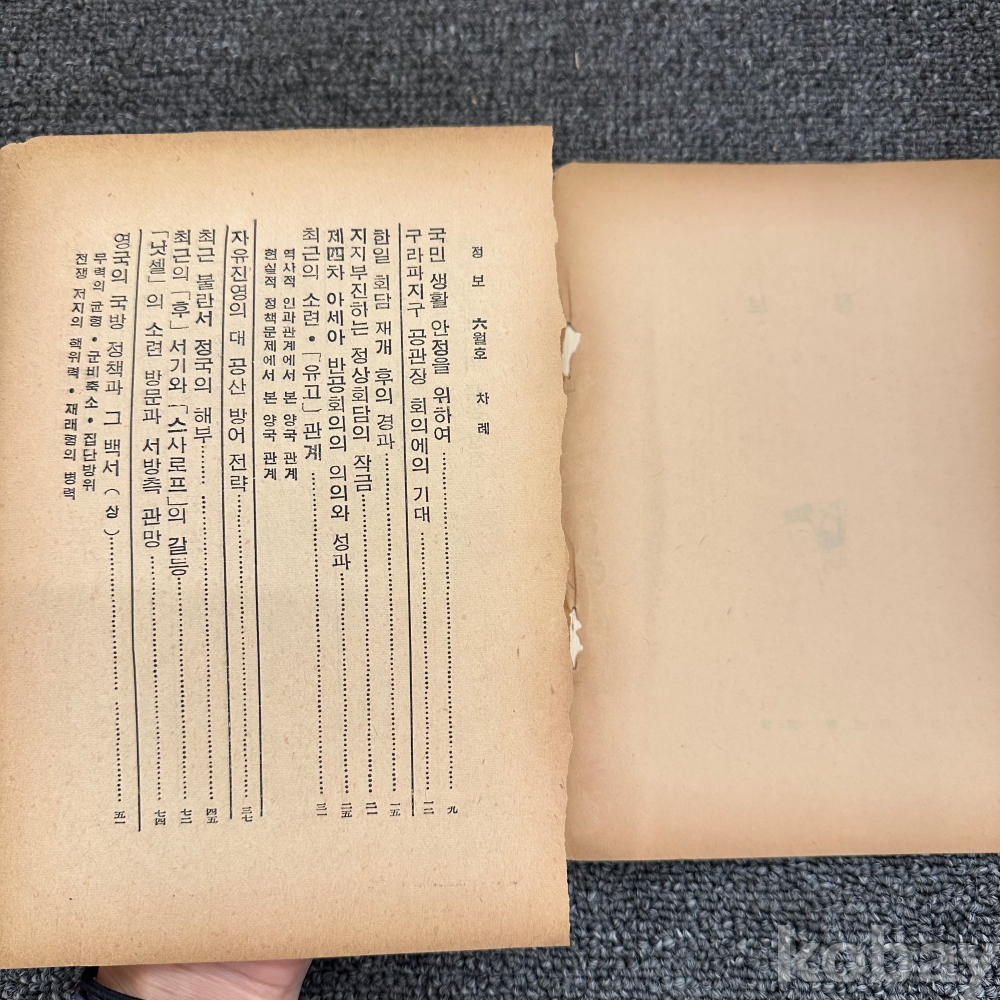 정보 六월호 차례
국민 생활 안정을 위하여 九
구라파지구 공관장 회의에의 기대 一二
한일 회담 재개 후의 경과 一五
지지부진하는 정상회담의 작금 二一
제四차 아세아 반공회의의 의의와 성과 二五
최근의 소련・「유고」관계 三一
역사적 인과관계에서 본 양국 관계
현실적 정책문제에서 본 양국 관계
자유진영의 대 공산 방어 전략 三七
최근 불란서 정국의 해부 四五
최근의「후」서기와「스사로프」의 갈등 七二
「낫셀」의 소련 방문과 서방측 관망 七四
영국의 국방 정책과 그 백서 (상) 五一
무력의 균형・군비축소・집단방위
전쟁 저지의 핵위력・재래형의 병력
kobay